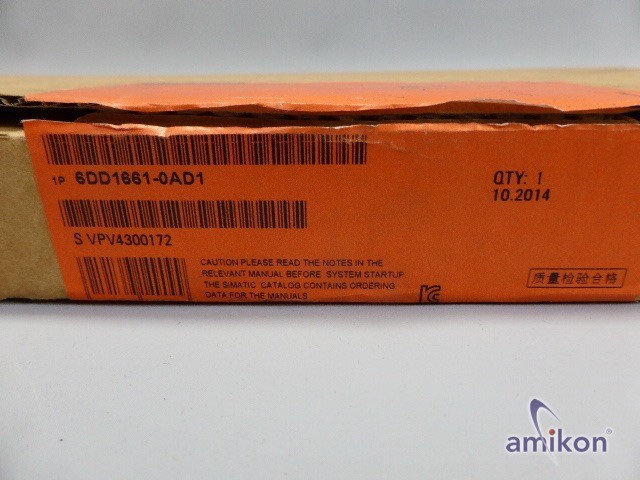 1P 6DD1661-0AD1
QTY: 1
10.2014
S VPV4300172
CAUTION PLEASE READ THE NOTES IN THE
RELEVANT MANUAL BEFORE SYSTEM STARTUP
THE SIMATIC CATALOG CONTAINS ORDERING
DATA FOR THE MANUALS
质量检验合格
amikon®